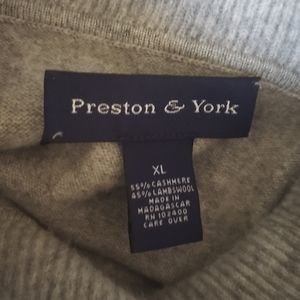 Preston & York
XL
55% CASHMERE
45% LAMBSWOOL
MADE IN
MADAGASCAR
RN 102400
CARE OVER